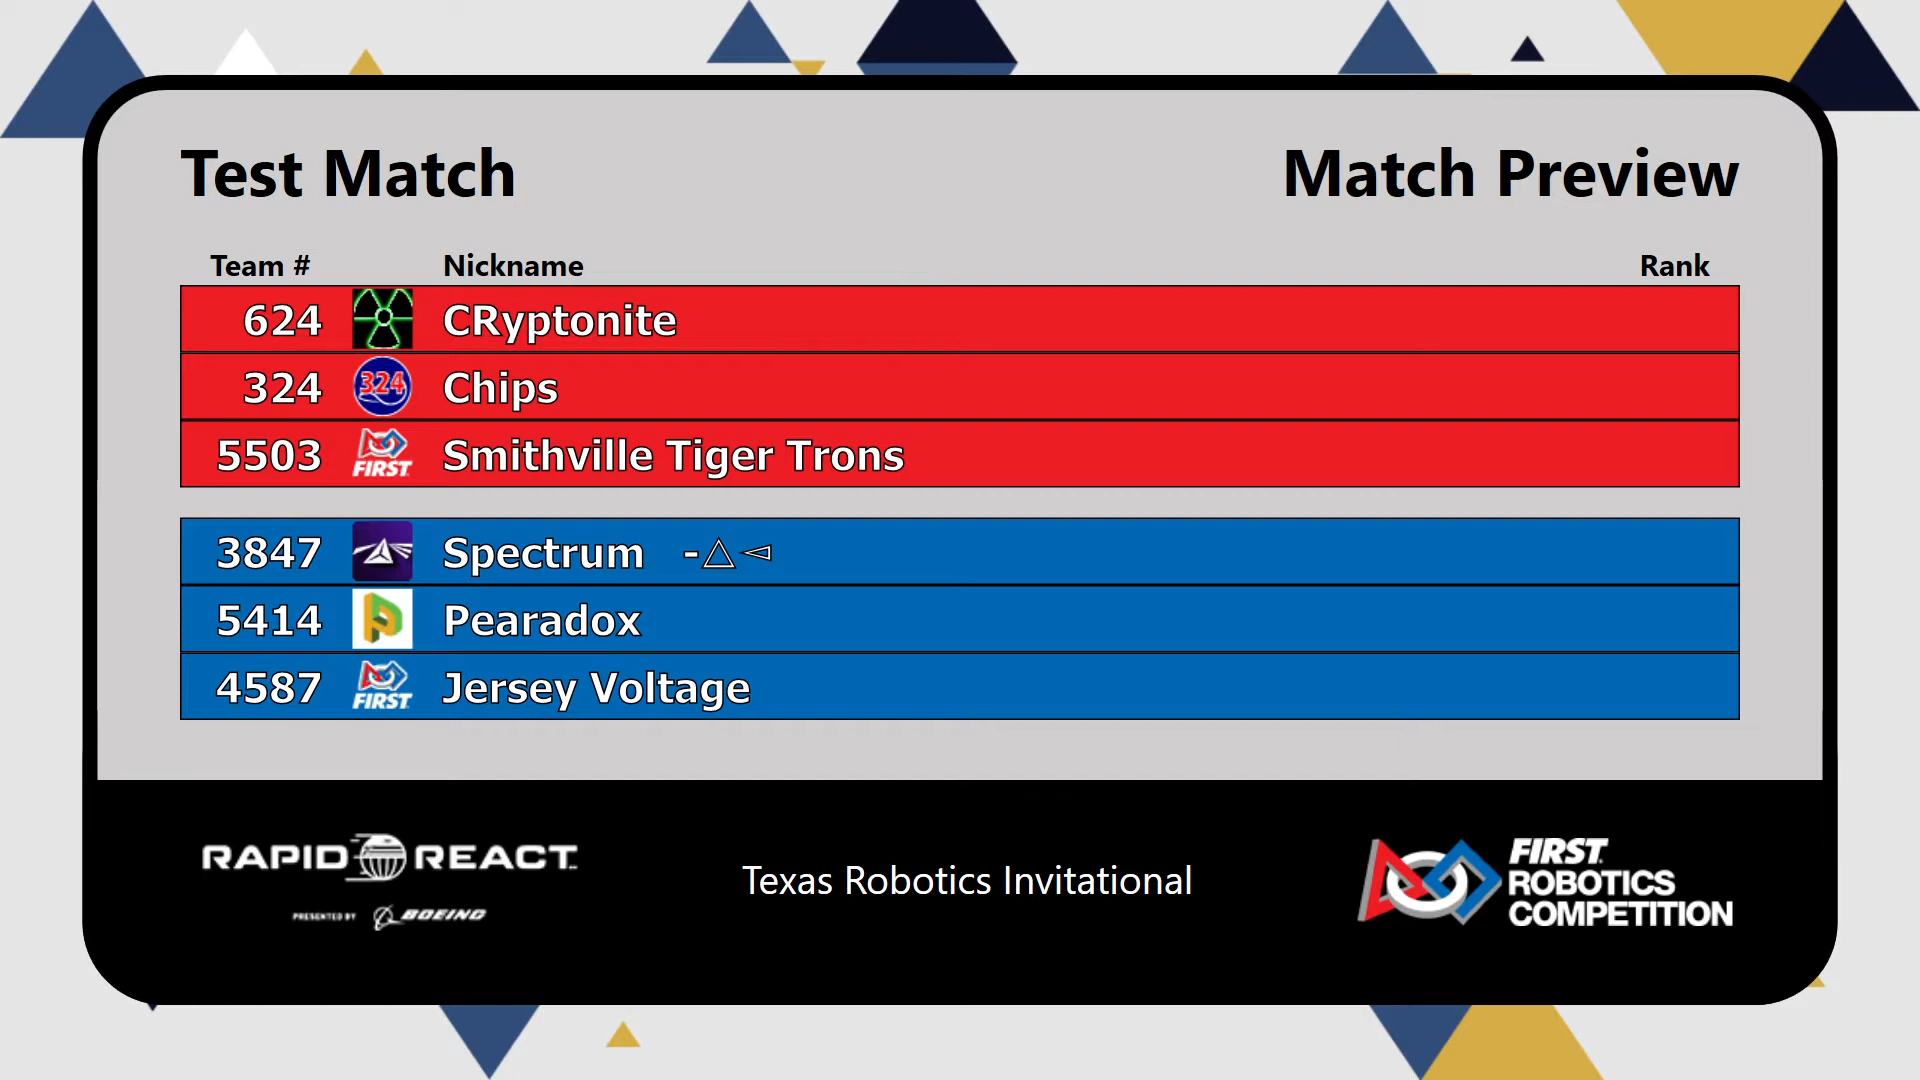 Test Match
Match Preview
Team # Nickname Rank
624 CRyptonite
324 324 Chips
5503 FIRST Smithville Tiger Trons
3847 Spectrum -△◅
5414 Pearadox
4587 FIRST Jersey Voltage
RAPID REACT
PRESENTED BY BOEING
Texas Robotics Invitational
FIRST
ROBOTICS
COMPETITION